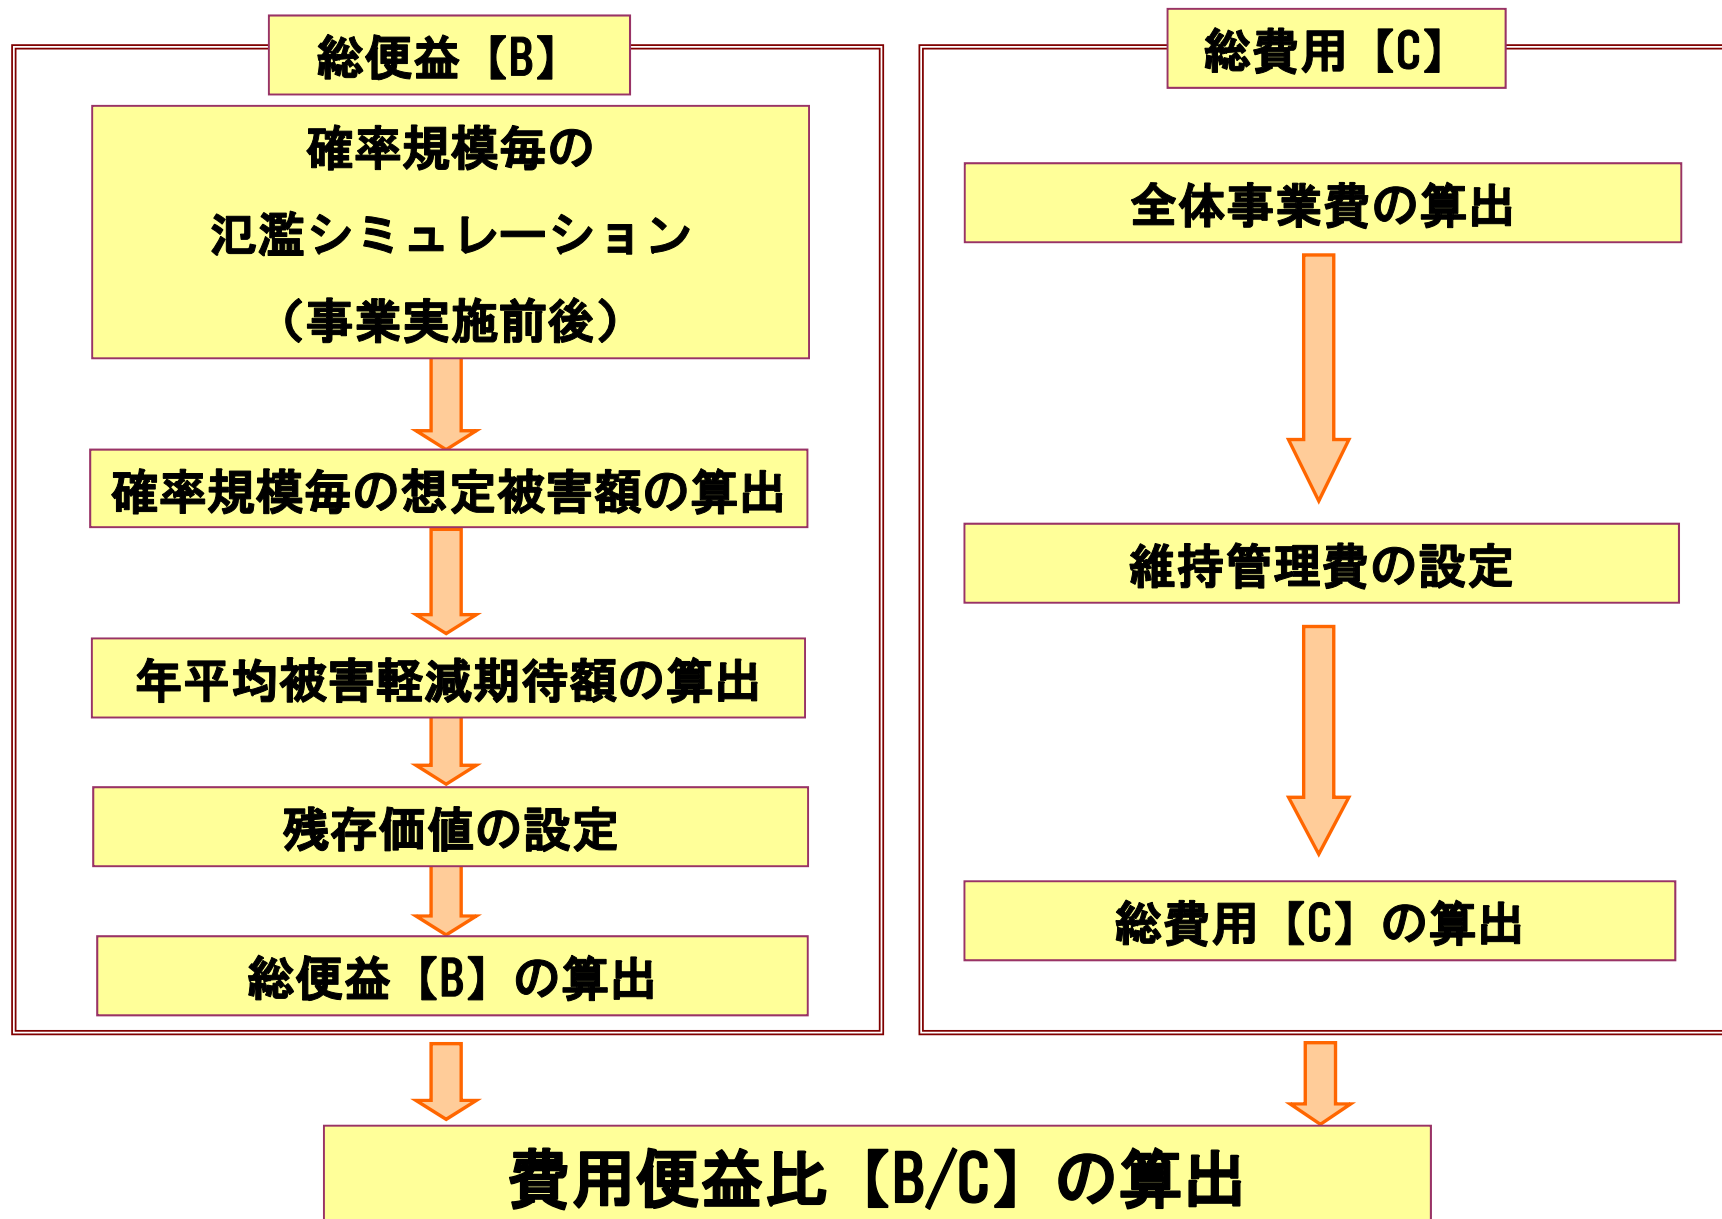 総便益【B】
確率規模毎の
氾濫シミュレーション
（事業実施前後）
確率規模毎の想定被害額の算出
年平均被害軽減期待額の算出
残存価値の設定
総便益【B】の算出
総費用【C】
全体事業費の算出
維持管理費の設定
総費用【C】の算出
費用便益比【B/C】の算出